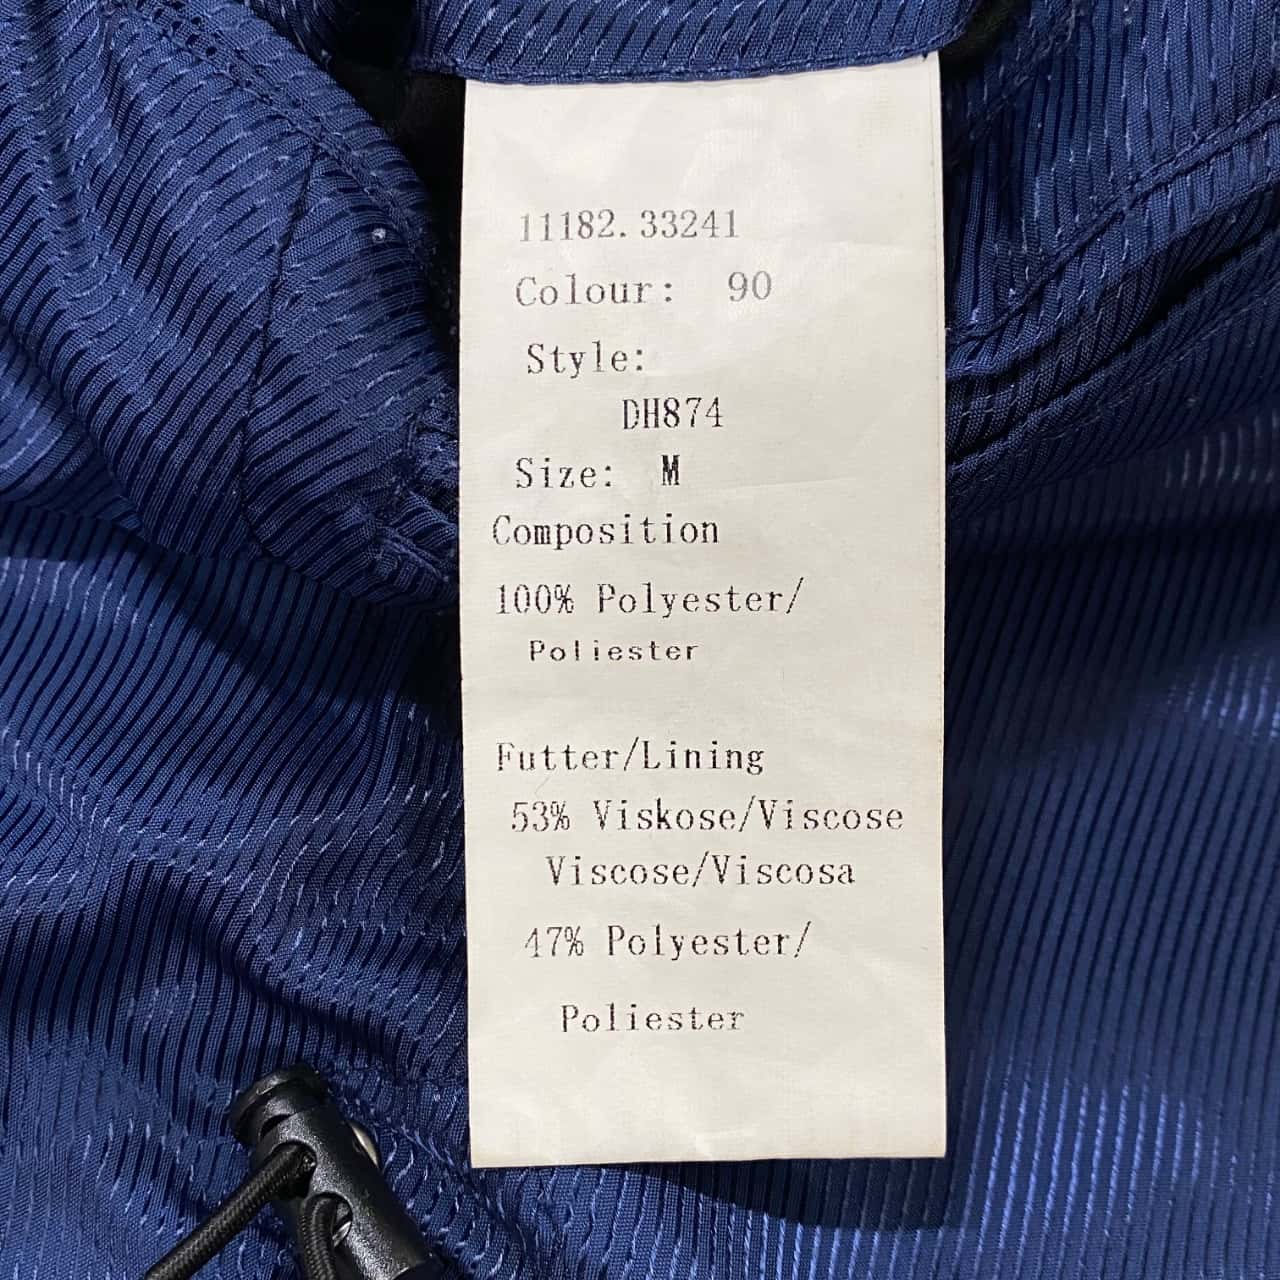 11182.33241
Colour: 90
Style:
DH874
Size: M
Composition
100% Polyester/
Poliester
Futter/Lining
53% Viskose/Viscose
Viscose/Viscosa
47% Polyester/
Poliester